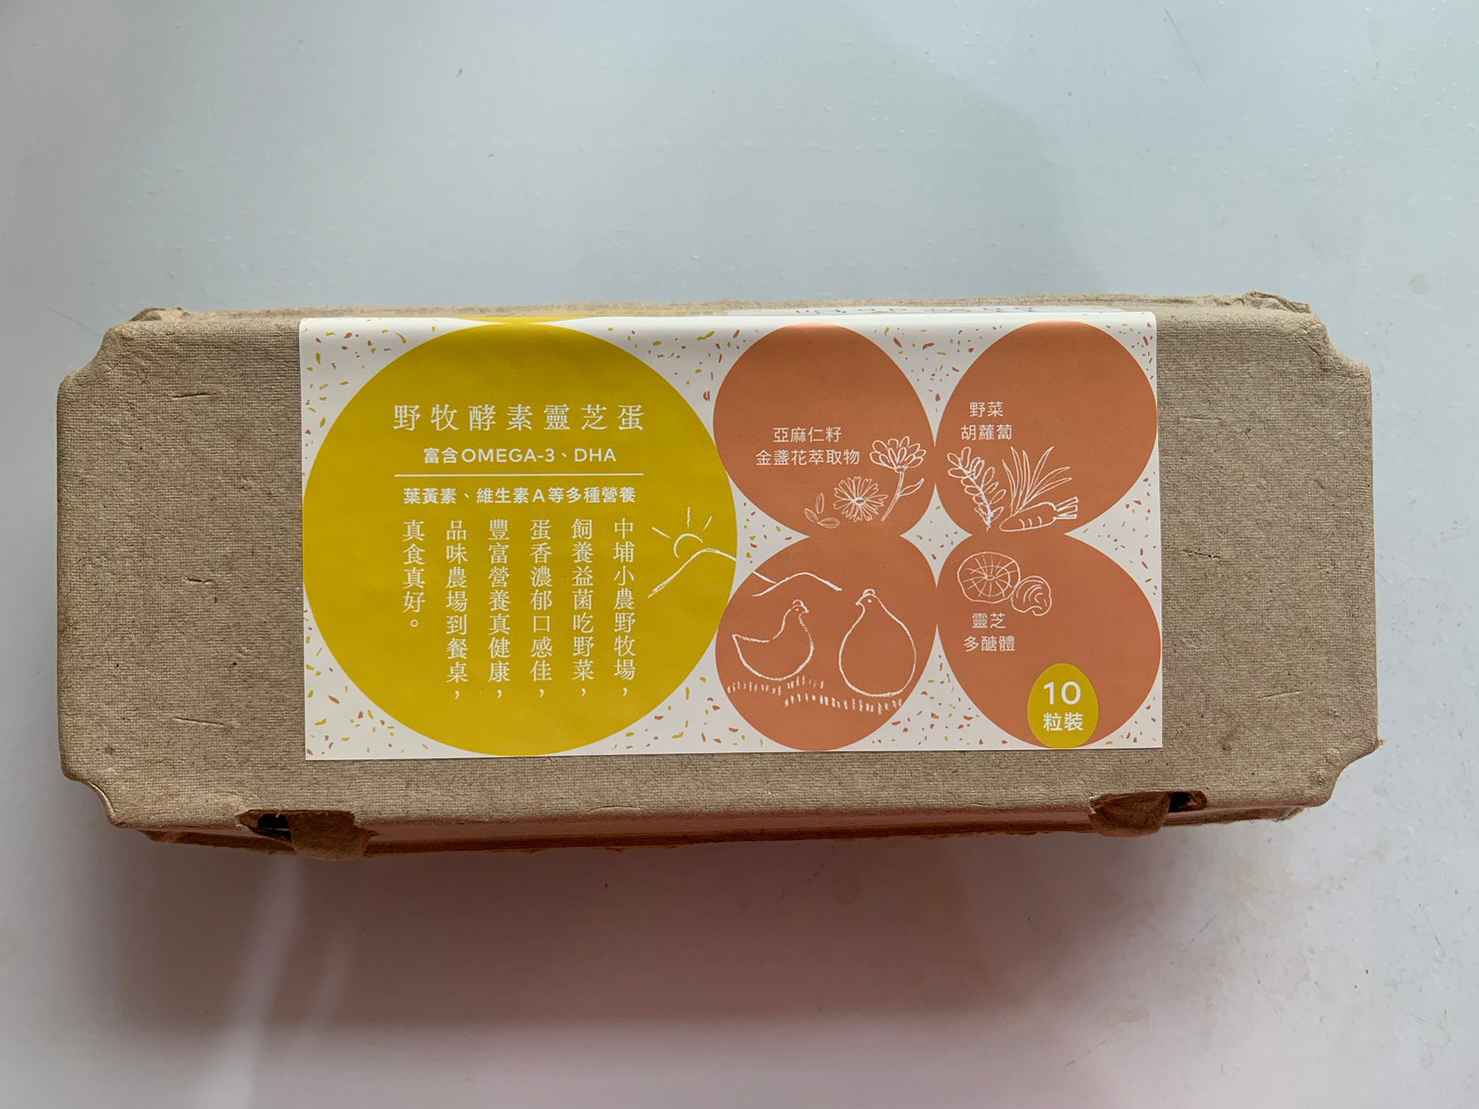 野牧酵素靈芝蛋
富含OMEGA-3、DHA
葉黃素、維生素A等多種營養
中埔小農野牧場，
飼養益菌吃野菜，
蛋香濃郁口感佳，
豐富營養真健康，
品味農場到餐桌，
真食真好。
亞麻仁籽
金盞花萃取物
野菜
胡蘿蔔
靈芝
多醣體
10
粒裝